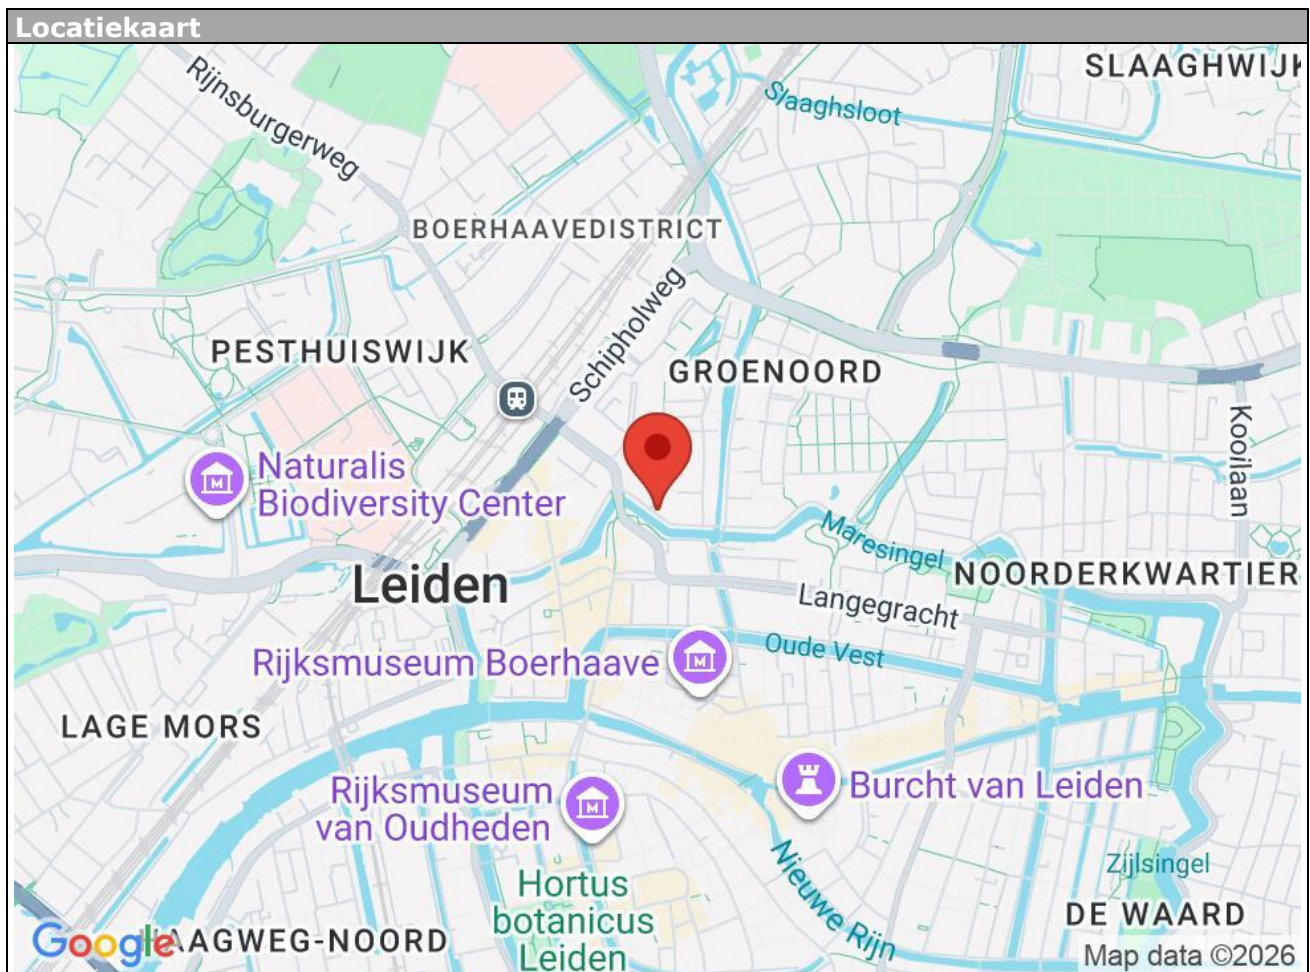 Locatiekaart
SLAAGHWIJK
Rijnsburgerweg
Slaaghsloot
BOERHAAVEDISTRICT
Schipholweg
PESTHUISWIJK
GROENOORD
Kooilaan
Naturalis
Biodiversity Center
Maresingel
Leiden
NOORDERKWARTIER
Langegracht
Oude Vest
Rijksmuseum Boerhaave
LAGE MORS
Rijksmuseum
van Oudheden
Burcht van Leiden
Nieuwe Rijn
Zijlsingel
Hortus
botanicus
Leiden
DE WAARD
Google
AAGWEG-NOORD
Map data ©2026